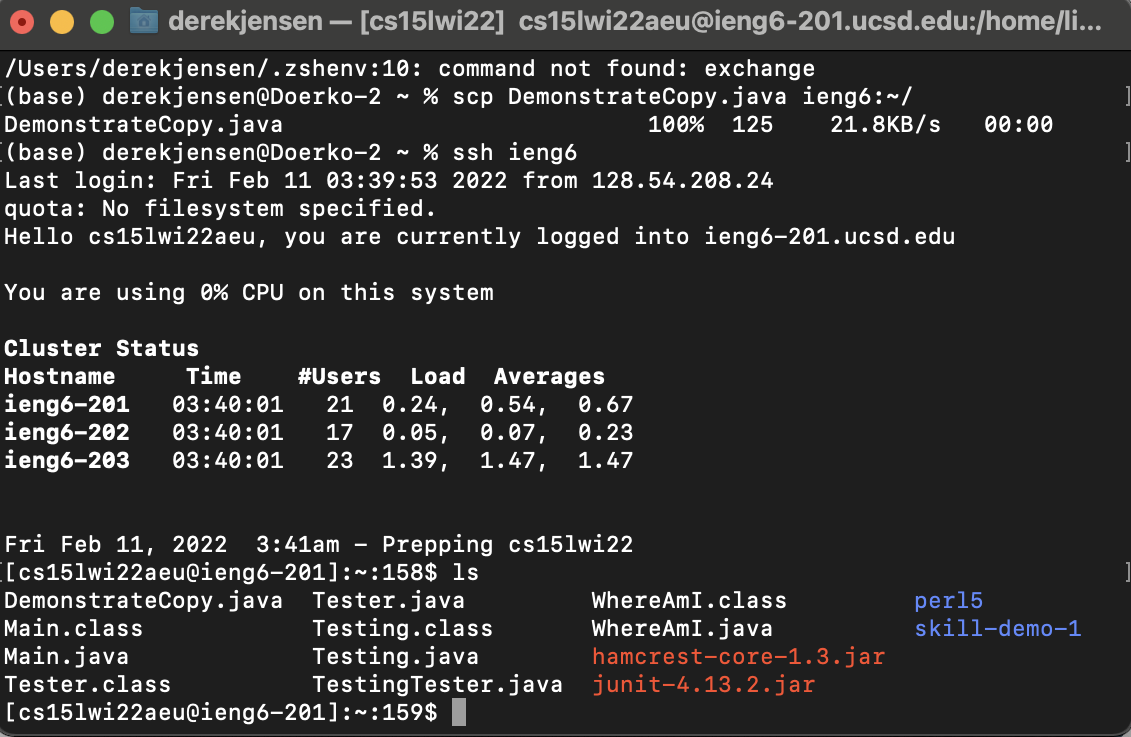 derekjensen — [cs15lwi22] cs15lwi22aeu@ieng6-201.ucsd.edu:/home/li...
/Users/derekjensen/.zshenv:10: command not found: exchange
[(base) derekjensen@Doerko-2 ~ % scp DemonstrateCopy.java ieng6:~/ ]
DemonstrateCopy.java 100% 125 21.8KB/s 00:00
[(base) derekjensen@Doerko-2 ~ % ssh ieng6 ]
Last login: Fri Feb 11 03:39:53 2022 from 128.54.208.24
quota: No filesystem specified.
Hello cs15lwi22aeu, you are currently logged into ieng6-201.ucsd.edu
You are using 0% CPU on this system
Cluster Status
Hostname Time #Users Load Averages
ieng6-201 03:40:01 21 0.24, 0.54, 0.67
ieng6-202 03:40:01 17 0.05, 0.07, 0.23
ieng6-203 03:40:01 23 1.39, 1.47, 1.47
Fri Feb 11, 2022 3:41am - Prepping cs15lwi22
[[cs15lwi22aeu@ieng6-201]:~:158$ ls ]
DemonstrateCopy.java Tester.java WhereAmI.class perl5
Main.class Testing.class WhereAmI.java skill-demo-1
Main.java Testing.java hamcrest-core-1.3.jar
Tester.class TestingTester.java junit-4.13.2.jar
[cs15lwi22aeu@ieng6-201]:~:159$